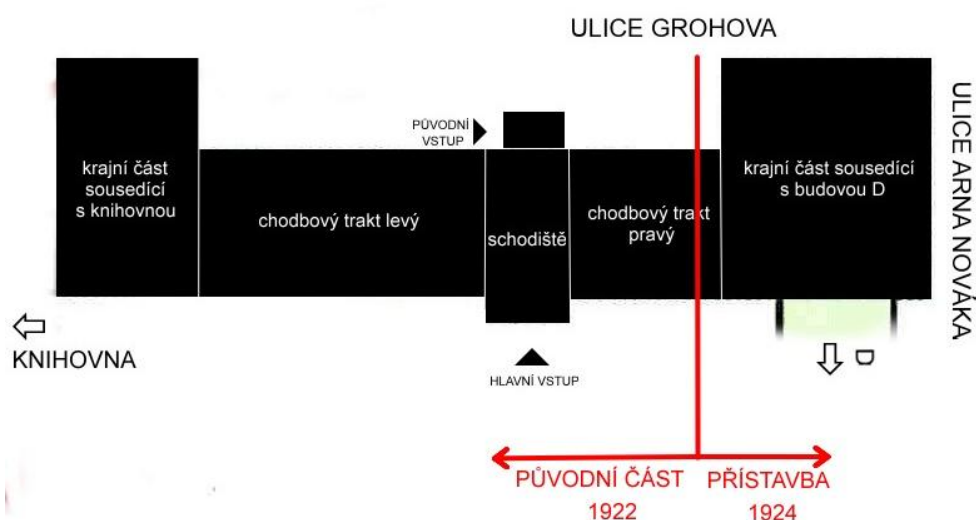 ULICE GROHOVA
ULICE ARNA NOVÁKA
PŮVODNÍ
VSTUP
krajní část
sousedící
s knihovnou
chodbový trakt levý
schodiště
chodbový trakt
pravý
krajní část sousedící
s budovou D
KNIHOVNA
HLAVNÍ VSTUP
D
PŮVODNÍ ČÁST
1922
PŘÍSTAVBA
1924